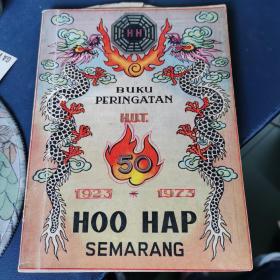 HH
BUKU
PERINGATAN
H.U.T.
50
1923 * 1973
HOO HAP
SEMARANG